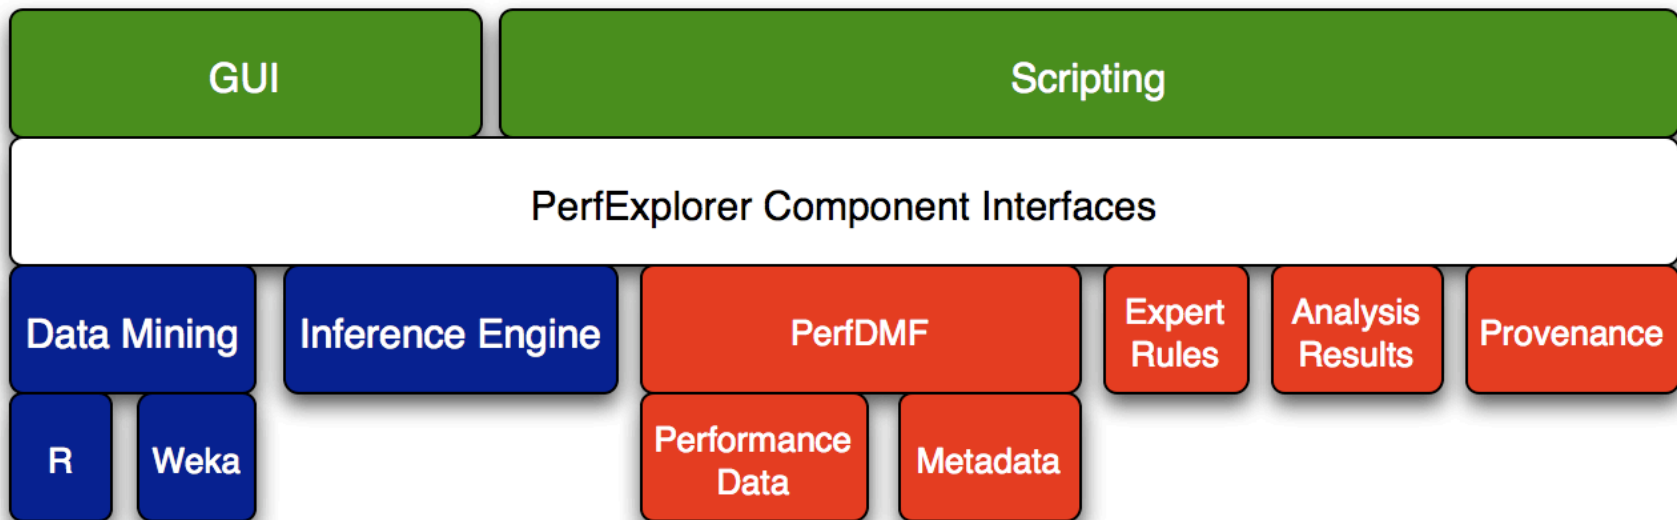 GUI
Scripting
PerfExplorer Component Interfaces
Data Mining
Inference Engine
PerfDMF
Expert
Rules
Analysis
Results
Provenance
R
Weka
Performance
Data
Metadata